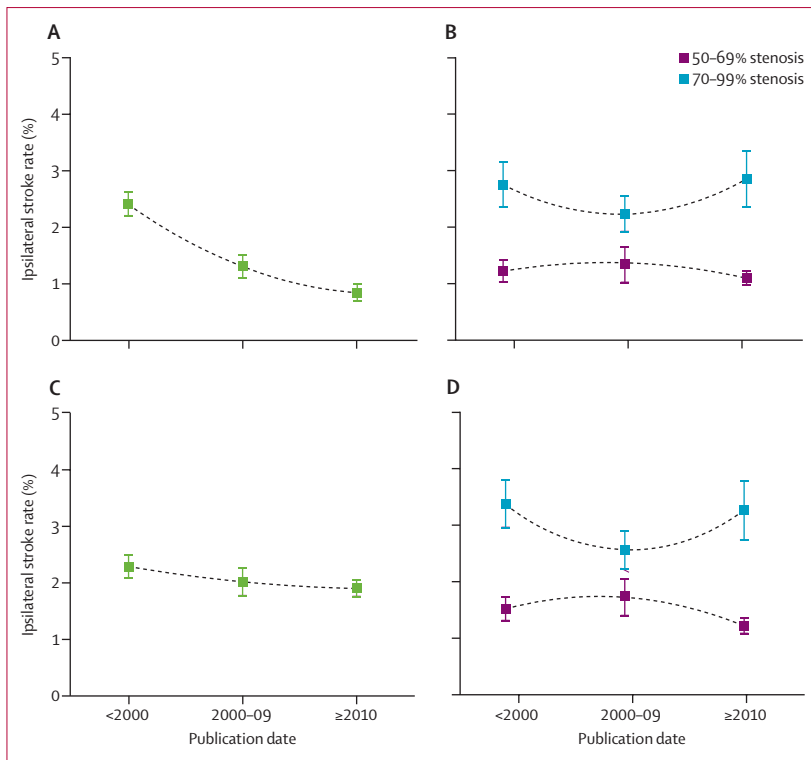 A
B
5
4
3
2
1
0
Ipsilateral stroke rate (%)
50–69% stenosis
70–99% stenosis
C
D
5
4
3
2
1
0
Ipsilateral stroke rate (%)
<2000
2000–09
≥2010
Publication date
<2000
2000–09
≥2010
Publication date